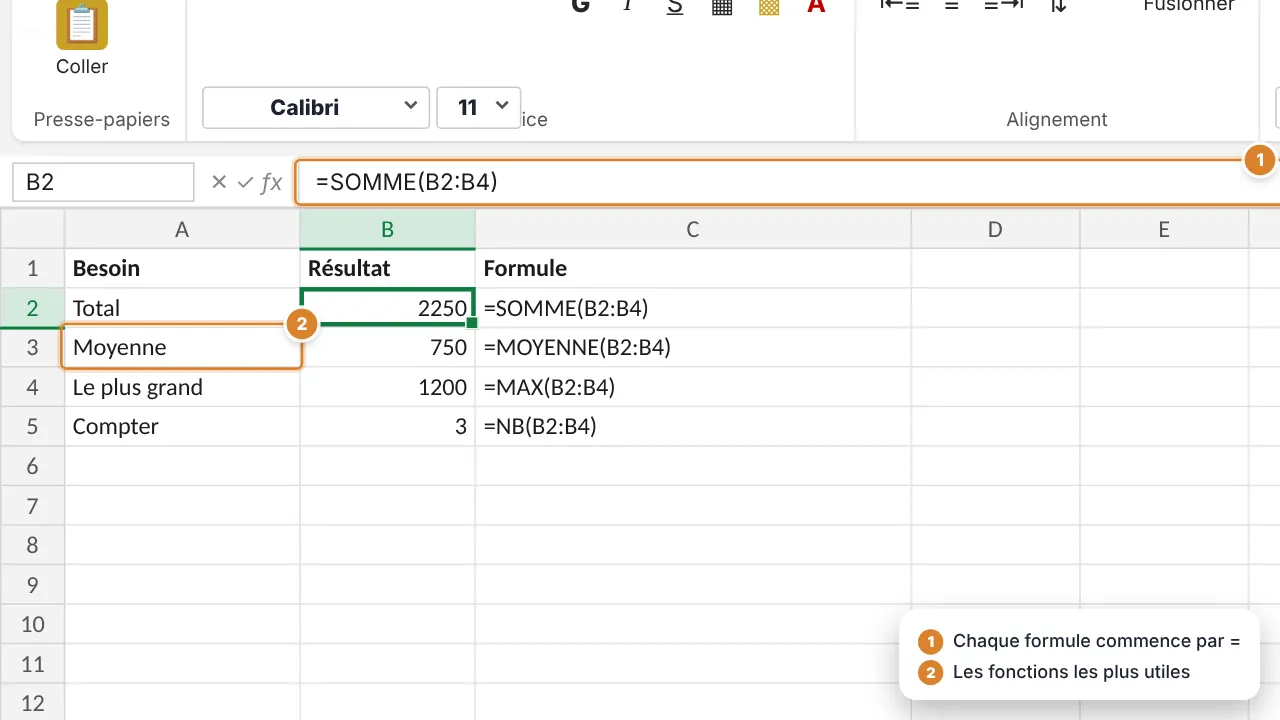 G I S A Fusionner
Coller
Calibri 11
Presse-papiers ice Alignement
B2 fx =SOMME(B2:B4) 1
A B C D E
1 Besoin Résultat Formule
2 Total 2250 =SOMME(B2:B4)
2
3 Moyenne 750 =MOYENNE(B2:B4)
4 Le plus grand 1200 =MAX(B2:B4)
5 Compter 3 =NB(B2:B4)
6
7
8
9
10
11
12
1 Chaque formule commence par =
2 Les fonctions les plus utiles